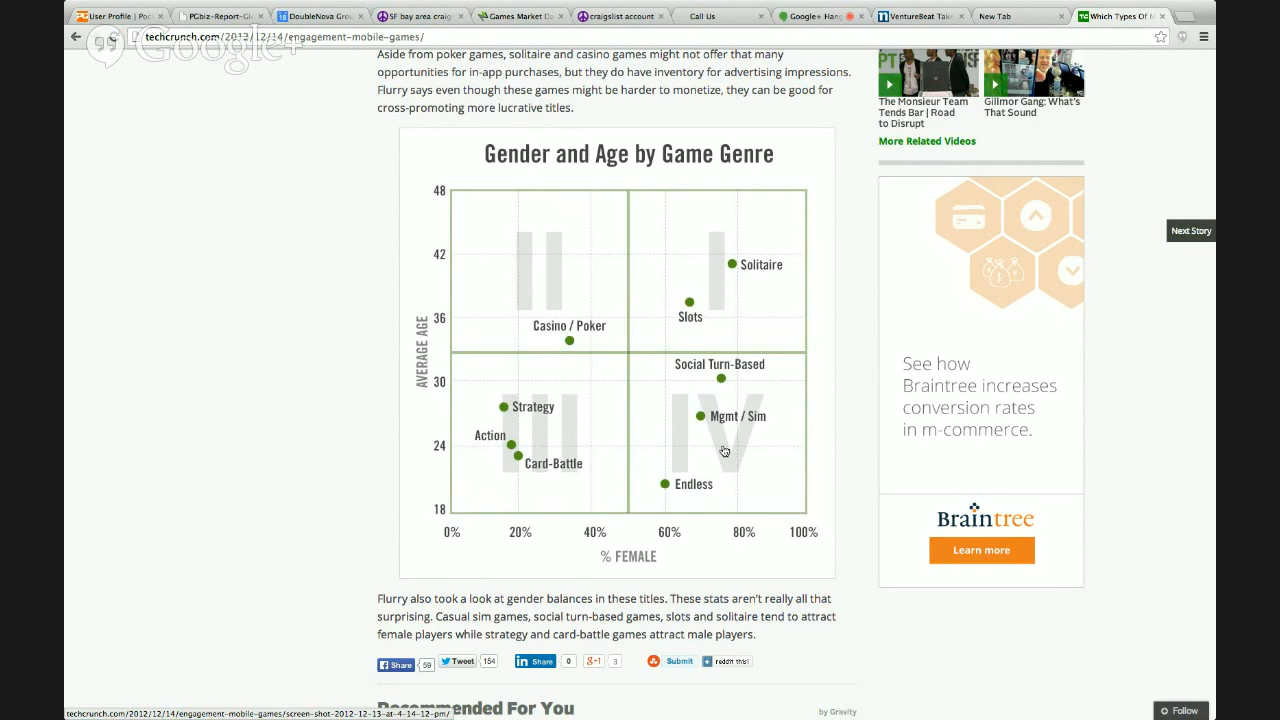 User Profile | Poc
PGbiz-Report-Gl
DoubleNova Grou
SF bay area craig
Games Market Da
craigslist account
Call Us
Google+ Hang
VentureBeat Take
New Tab
Which Types Of M
techcrunch.com/2012/12/14/engagement-mobile-games/
Google+
Aside from poker games, solitaire and casino games might not offer that many
opportunities for in-app purchases, but they do have inventory for advertising impressions.
Flurry says even though these games might be harder to monetize, they can be good for
cross-promoting more lucrative titles.
The Monsieur Team
Tends Bar | Road
to Disrupt
Gillmor Gang: What's
That Sound
More Related Videos
Next Story
Gender and Age by Game Genre
48
42
36
30
24
18
AVERAGE AGE
II
I
III
IV
Solitaire
Slots
Casino / Poker
Social Turn-Based
Strategy
Mgmt / Sim
Action
Card-Battle
Endless
0%
20%
40%
60%
80%
100%
% FEMALE
See how
Braintree increases
conversion rates
in m-commerce.
Braintree
Learn more
Flurry also took a look at gender balances in these titles. These stats aren't really all that
surprising. Casual sim games, social turn-based games, slots and solitaire tend to attract
female players while strategy and card-battle games attract male players.
Share 59
Tweet 154
in Share 0
g+1 3
Submit
reddit this!
Recommended For You
by Gravity
Follow
techcrunch.com/2012/12/14/engagement-mobile-games/screen-shot-2012-12-13-at-4-14-12-pm/